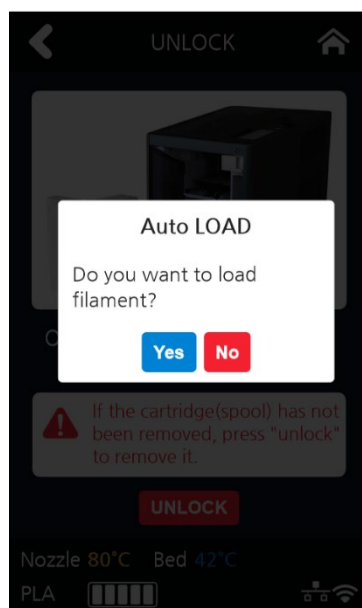 UNLOCK
Auto LOAD
Do you want to load
filament?
Yes No
If the cartridge(spool) has not
been removed, press "unlock"
to remove it.
UNLOCK
Nozzle 80°C Bed 42°C
PLA